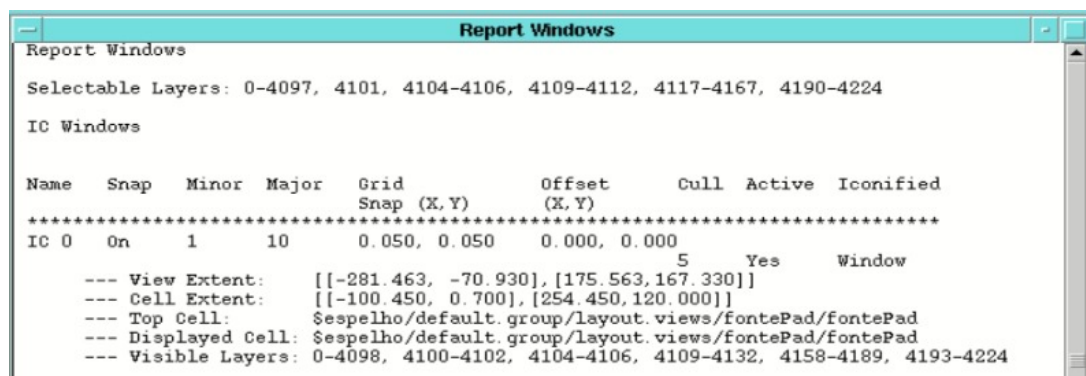 Report Windows
Report Windows
Selectable Layers: 0-4097, 4101, 4104-4106, 4109-4112, 4117-4167, 4190-4224
IC Windows
Name Snap Minor Major Grid Offset Cull Active Iconified
Snap (X,Y) (X,Y)
********************************************************************************
IC 0 On 1 10 0.050, 0.050 0.000, 0.000
5 Yes Window
--- View Extent: [[-281.463, -70.930],[175.563,167.330]]
--- Cell Extent: [[-100.450, 0.700],[254.450,120.000]]
--- Top Cell: $espelho/default.group/layout.views/fontePad/fontePad
--- Displayed Cell: $espelho/default.group/layout.views/fontePad/fontePad
--- Visible Layers: 0-4098, 4100-4102, 4104-4106, 4109-4132, 4158-4189, 4193-4224